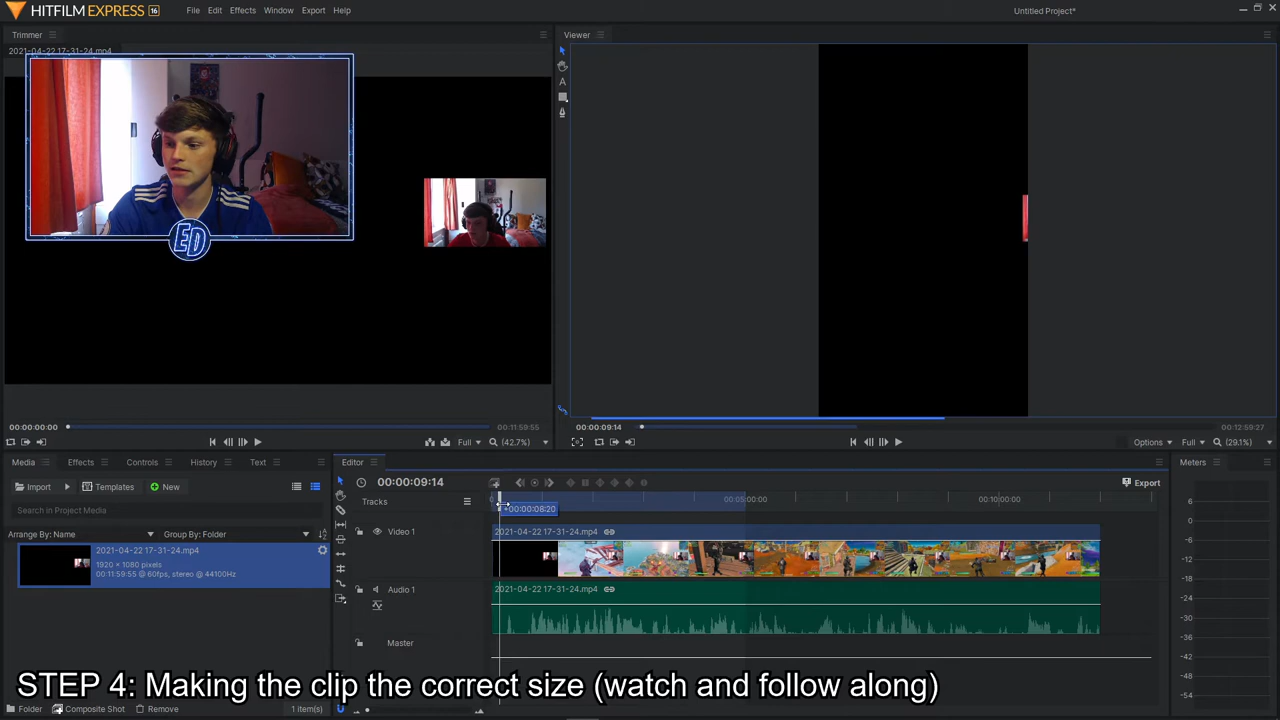 HITFILM EXPRESS 16
File Edit Effects Window Export Help
Untitled Project*
Trimmer
2021-04-22 17-31-24.mp4
ED
00:00:00:00
00:11:59:55
Full
(42.7%)
Viewer
A
00:00:09:14
00:12:59:27
Options
Full
(29.1%)
Media
Effects
Controls
History
Text
Import
Templates
New
Search in Project Media
Arrange By: Name
Group By: Folder
2021-04-22 17-31-24.mp4
1920 × 1080 pixels
00:11:59:55 @ 60fps, stereo @ 44100Hz
Folder
Composite Shot
Remove
1 item(s)
Editor
00:00:09:14
Export
Tracks
0
+00:00:08:20
00:05:00:00
00:10:00:00
Video 1
2021-04-22 17-31-24.mp4
Audio 1
2021-04-22 17-31-24.mp4
Master
Meters
6
0
-6
-12
-18
-24
-30
-36
-42
-48
-54
STEP 4: Making the clip the correct size (watch and follow along)